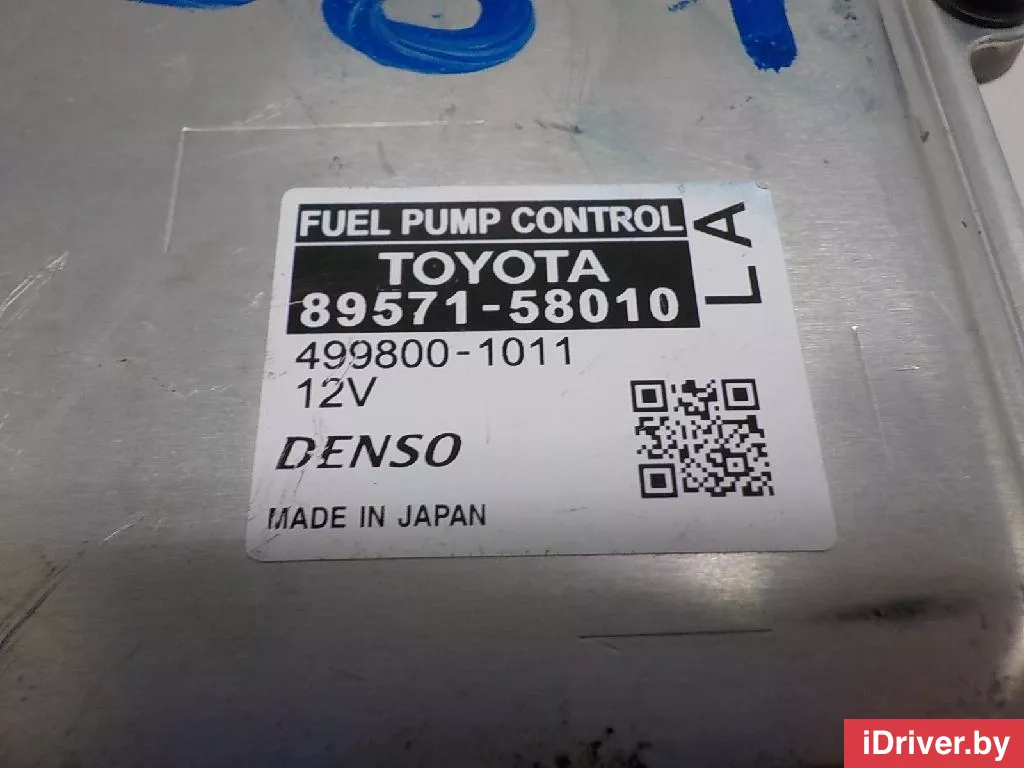 FUEL PUMP CONTROL
TOYOTA
89571-58010
LA
499800-1011
12V
DENSO
MADE IN JAPAN
iDriver.by